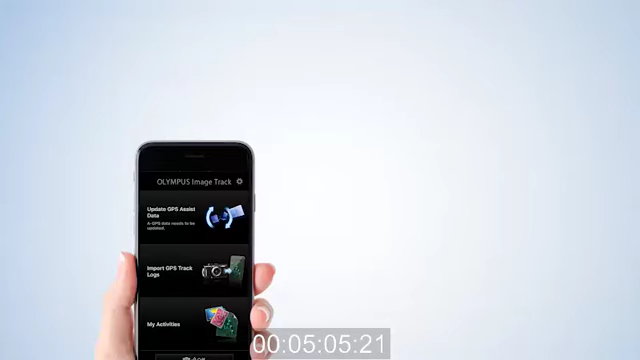 OLYMPUS Image Track
Update GPS Assist
Data
A-GPS data needs to be
updated.
Import GPS Track
Logs
My Activities
Off
00:05:05:21